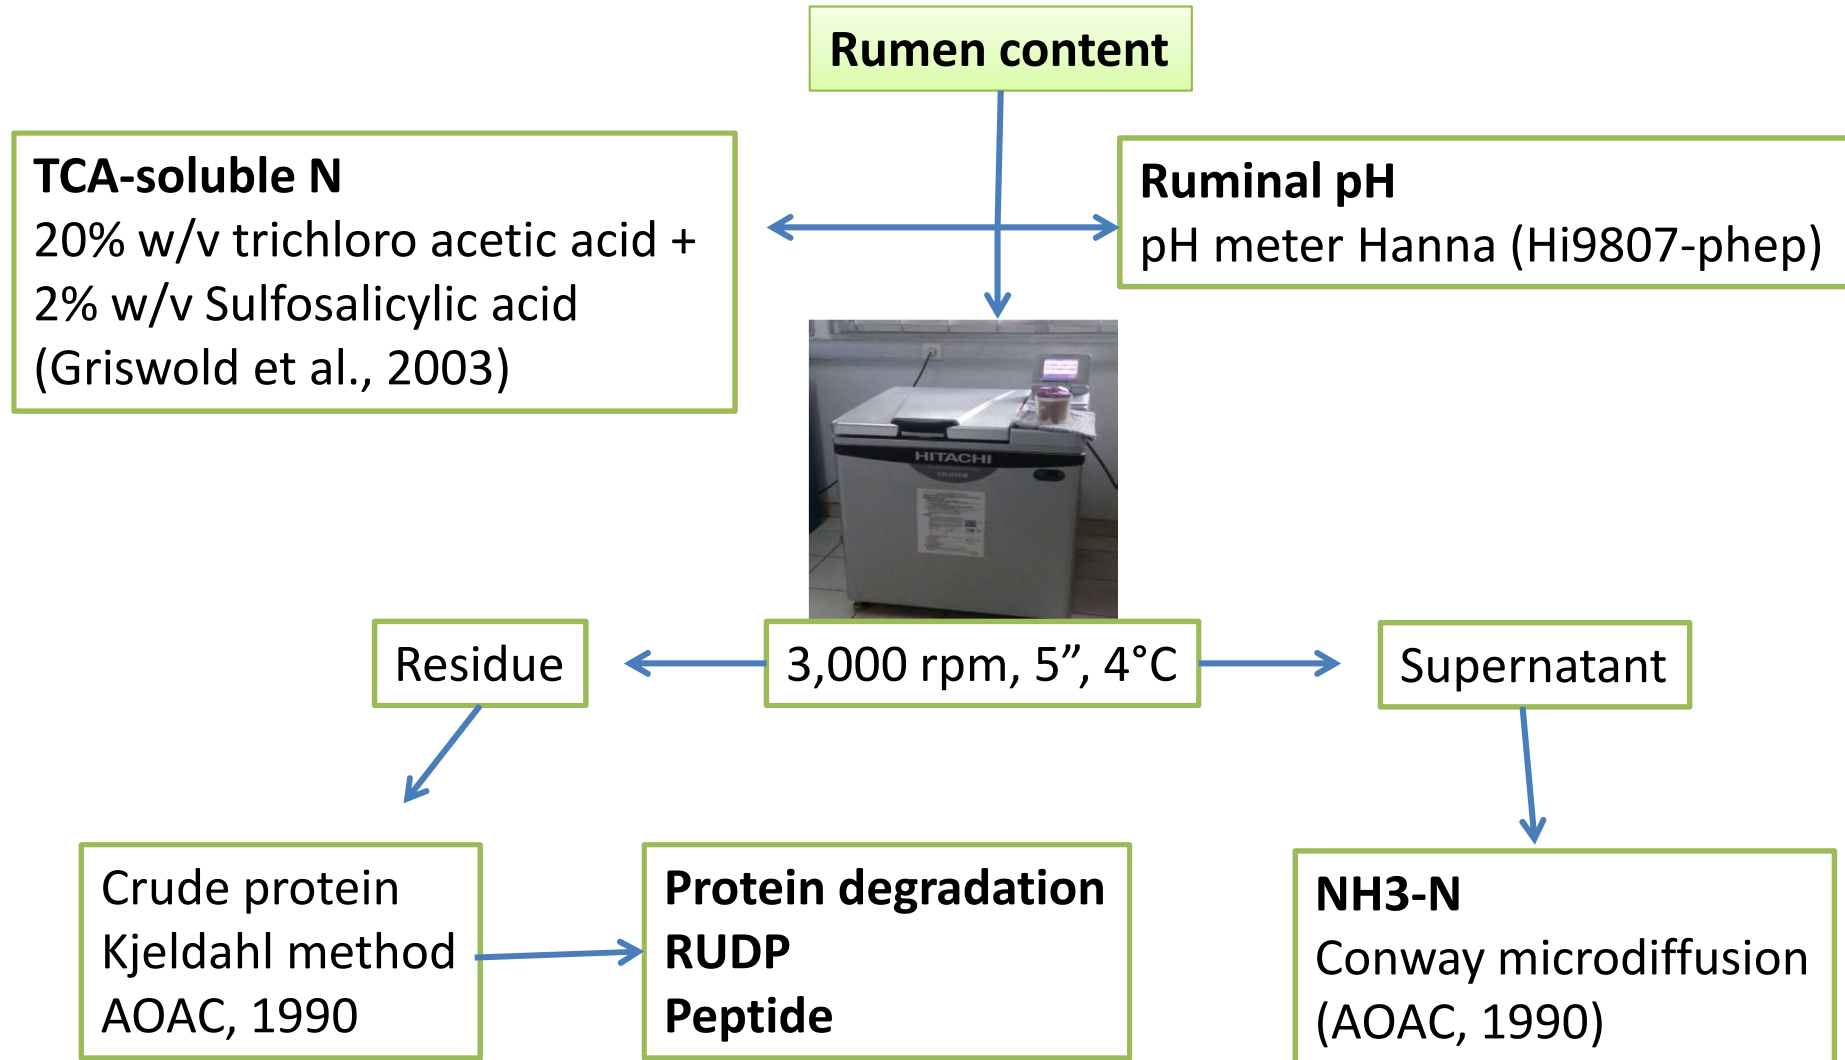 Rumen content
TCA-soluble N
20% w/v trichloro acetic acid +
2% w/v Sulfosalicylic acid
(Griswold et al., 2003)
Ruminal pH
pH meter Hanna (Hi9807-phep)
HITACHI
Residue
3,000 rpm, 5”, 4°C
Supernatant
Crude protein
Kjeldahl method
AOAC, 1990
Protein degradation
RUDP
Peptide
NH3-N
Conway microdiffusion
(AOAC, 1990)